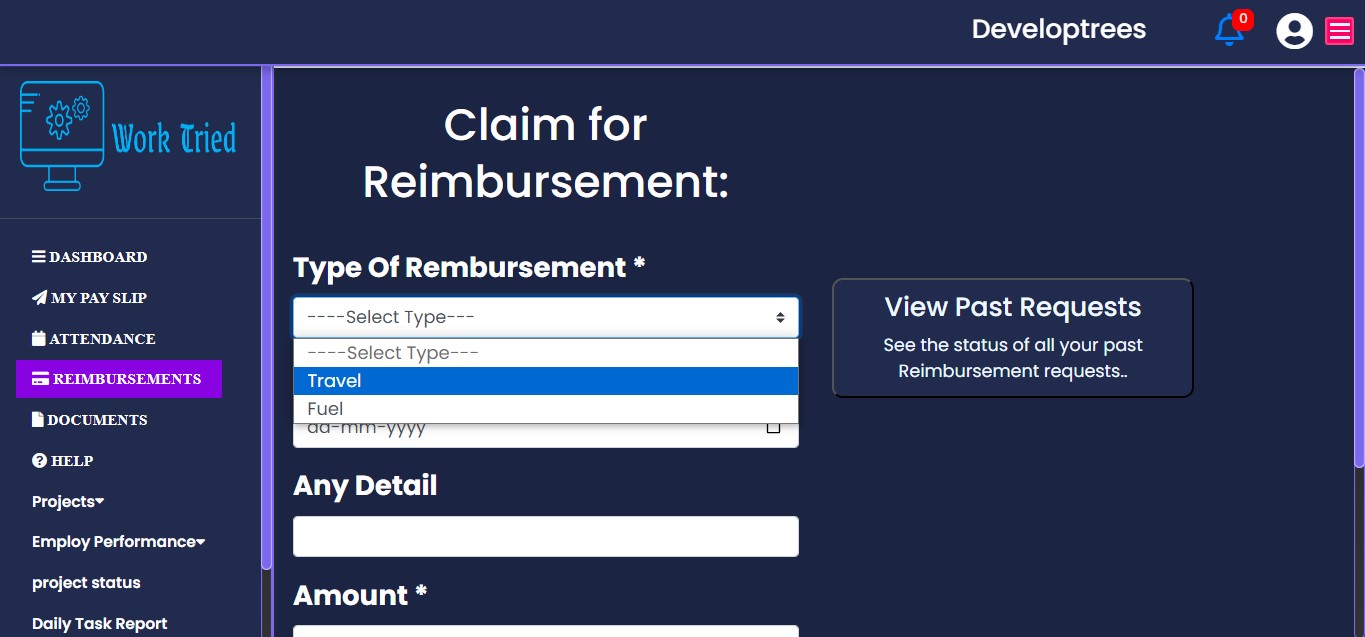 Developtrees
0
Work Tried
DASHBOARD
MY PAY SLIP
ATTENDANCE
REIMBURSEMENTS
DOCUMENTS
HELP
Projects
Employ Performance
project status
Daily Task Report
Claim for
Reimbursement:
Type Of Rembursement *
----Select Type---
----Select Type---
Travel
Fuel
dd-mm-yyyy
Any Detail
Amount *
View Past Requests
See the status of all your past
Reimbursement requests..